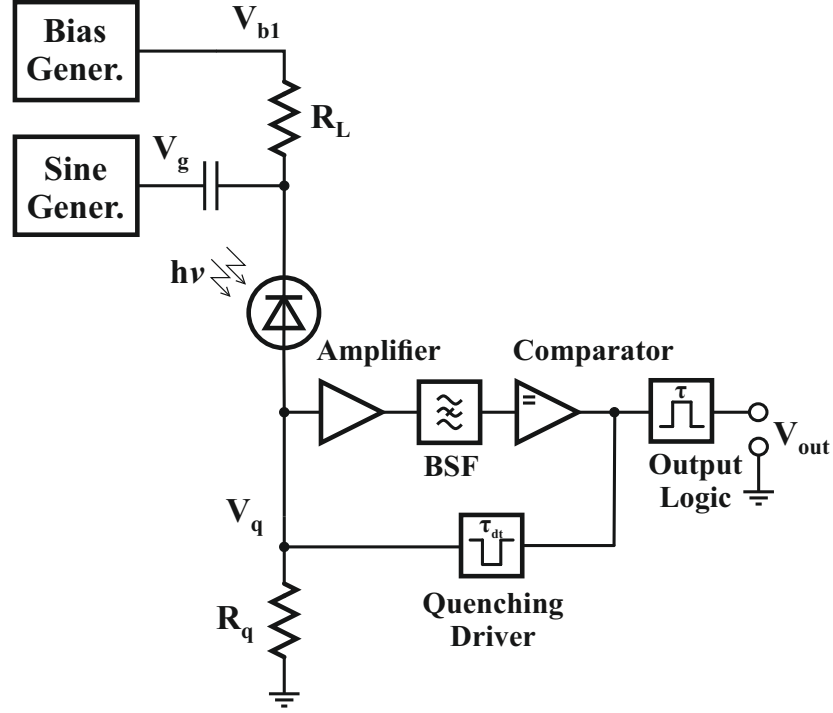 Bias
Gener.
V_b1
R_L
Sine
Gener.
V_g
hν
Amplifier
Comparator
=
τ
BSF
Output
Logic
V_out
V_q
τ_dt
Quenching
Driver
R_q